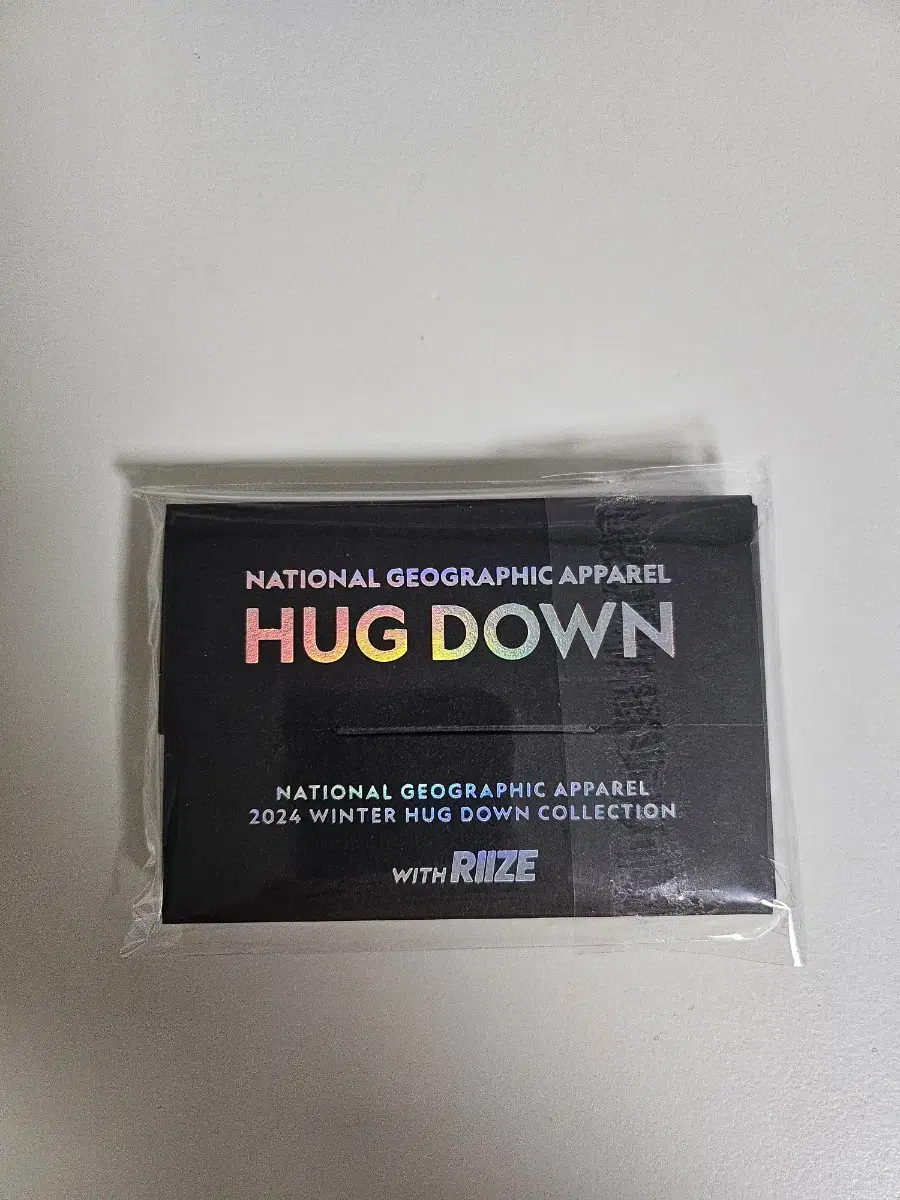 NATIONAL GEOGRAPHIC APPAREL
HUG DOWN
NATIONAL GEOGRAPHIC APPAREL
2024 WINTER HUG DOWN COLLECTION
WITH RIIZE